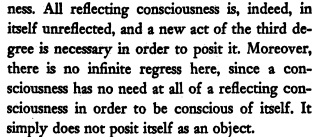 ness. All reflecting consciousness is, indeed, in
itself unreflected, and a new act of the third de-
gree is necessary in order to posit it. Moreover,
there is no infinite regress here, since a con-
sciousness has no need at all of a reflecting con-
sciousness in order to be conscious of itself. It
simply does not posit itself as an object.